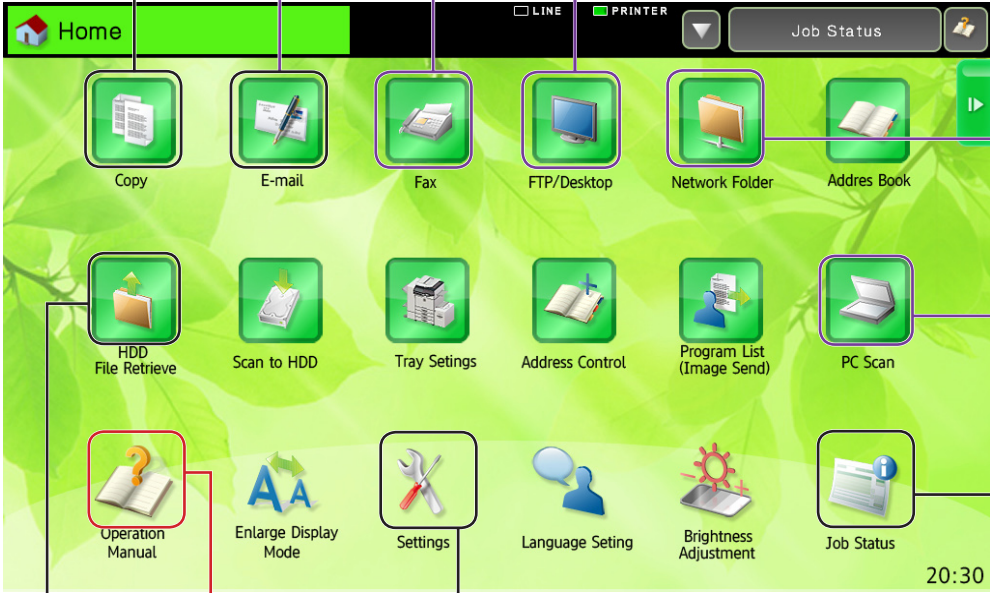 Home
LINE
PRINTER
Job Status
Copy
E-mail
Fax
FTP/Desktop
Network Folder
Addres Book
HDD
File Retrieve
Scan to HDD
Tray Setings
Address Control
Program List
(Image Send)
PC Scan
Operation
Manual
Enlarge Display
Mode
Settings
Language Seting
Brightness
Adjustment
Job Status
20:30